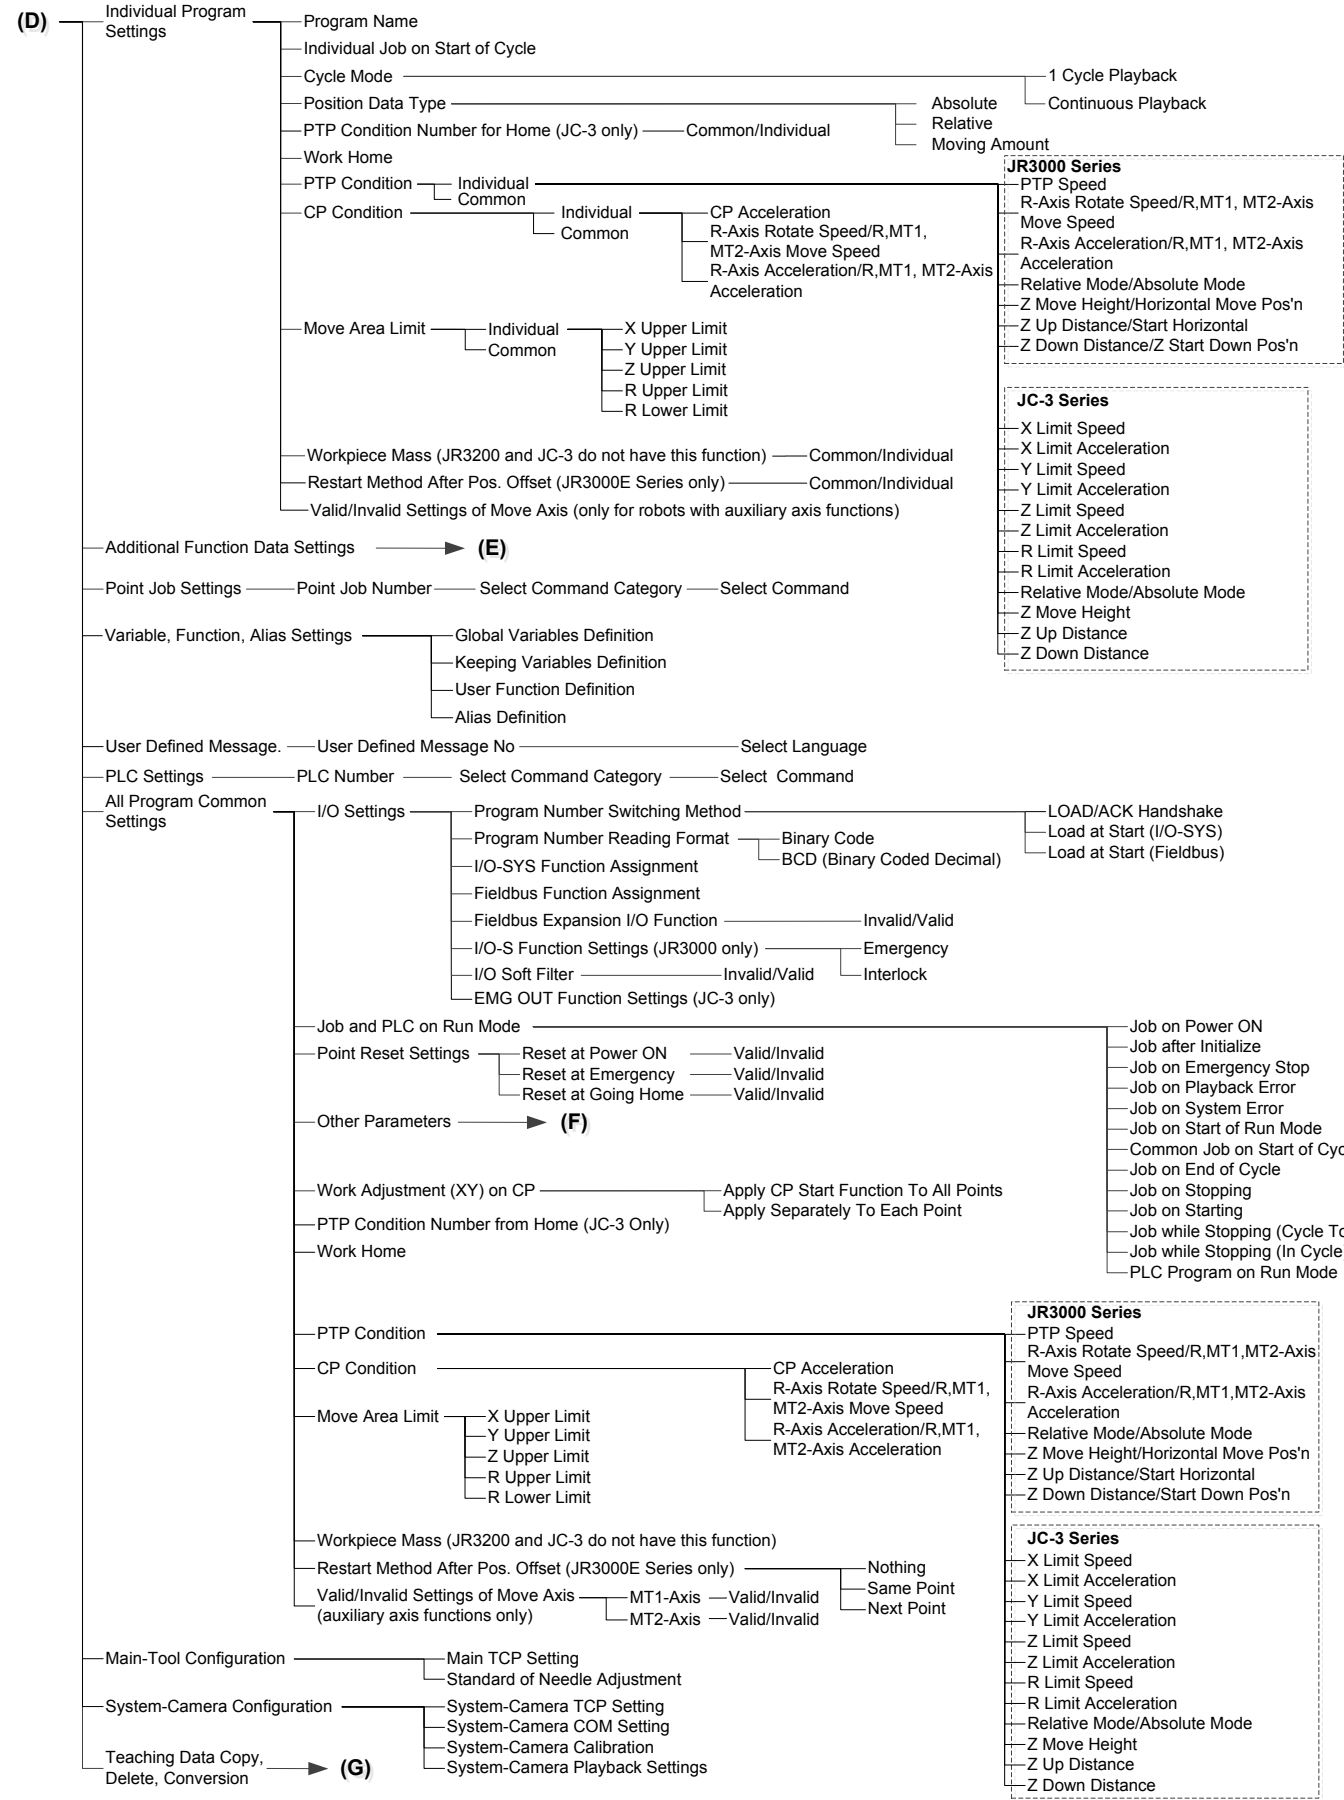 (D)
Individual Program
Settings
Program Name
Individual Job on Start of Cycle
Cycle Mode
1 Cycle Playback
Continuous Playback
Position Data Type
Absolute
Relative
Moving Amount
PTP Condition Number for Home (JC-3 only)
Common/Individual
Work Home
PTP Condition
Individual
Common
CP Condition
Individual
Common
CP Acceleration
R-Axis Rotate Speed/R,MT1,
MT2-Axis Move Speed
R-Axis Acceleration/R,MT1, MT2-Axis
Acceleration
JR3000 Series
PTP Speed
R-Axis Rotate Speed/R,MT1, MT2-Axis
Move Speed
R-Axis Acceleration/R,MT1, MT2-Axis
Acceleration
Relative Mode/Absolute Mode
Z Move Height/Horizontal Move Pos'n
Z Up Distance/Start Horizontal
Z Down Distance/Z Start Down Pos'n
Move Area Limit
Individual
Common
X Upper Limit
Y Upper Limit
Z Upper Limit
R Upper Limit
R Lower Limit
JC-3 Series
X Limit Speed
X Limit Acceleration
Y Limit Speed
Y Limit Acceleration
Z Limit Speed
Z Limit Acceleration
R Limit Speed
R Limit Acceleration
Relative Mode/Absolute Mode
Z Move Height
Z Up Distance
Z Down Distance
Workpiece Mass (JR3200 and JC-3 do not have this function)
Common/Individual
Restart Method After Pos. Offset (JR3000E Series only)
Common/Individual
Valid/Invalid Settings of Move Axis (only for robots with auxiliary axis functions)
Additional Function Data Settings
(E)
Point Job Settings
Point Job Number
Select Command Category
Select Command
Variable, Function, Alias Settings
Global Variables Definition
Keeping Variables Definition
User Function Definition
Alias Definition
User Defined Message.
User Defined Message No
Select Language
PLC Settings
PLC Number
Select Command Category
Select Command
All Program Common
Settings
I/O Settings
Program Number Switching Method
LOAD/ACK Handshake
Load at Start (I/O-SYS)
Load at Start (Fieldbus)
Program Number Reading Format
Binary Code
BCD (Binary Coded Decimal)
I/O-SYS Function Assignment
Fieldbus Function Assignment
Fieldbus Expansion I/O Function
Invalid/Valid
I/O-S Function Settings (JR3000 only)
Emergency
Interlock
I/O Soft Filter
Invalid/Valid
EMG OUT Function Settings (JC-3 only)
Job and PLC on Run Mode
Job on Power ON
Job after Initialize
Job on Emergency Stop
Job on Playback Error
Job on System Error
Job on Start of Run Mode
Common Job on Start of Cyc
Job on End of Cycle
Job on Stopping
Job on Starting
Job while Stopping (Cycle To
Job while Stopping (In Cycle
PLC Program on Run Mode
Point Reset Settings
Reset at Power ON
Valid/Invalid
Reset at Emergency
Valid/Invalid
Reset at Going Home
Valid/Invalid
Other Parameters
(F)
Work Adjustment (XY) on CP
Apply CP Start Function To All Points
Apply Separately To Each Point
PTP Condition Number from Home (JC-3 Only)
Work Home
PTP Condition
JR3000 Series
PTP Speed
R-Axis Rotate Speed/R,MT1,MT2-Axis
Move Speed
R-Axis Acceleration/R,MT1,MT2-Axis
Acceleration
Relative Mode/Absolute Mode
Z Move Height/Horizontal Move Pos'n
Z Up Distance/Start Horizontal
Z Down Distance/Start Down Pos'n
CP Condition
CP Acceleration
R-Axis Rotate Speed/R,MT1,
MT2-Axis Move Speed
R-Axis Acceleration/R,MT1,
MT2-Axis Acceleration
Move Area Limit
X Upper Limit
Y Upper Limit
Z Upper Limit
R Upper Limit
R Lower Limit
JC-3 Series
X Limit Speed
X Limit Acceleration
Y Limit Speed
Y Limit Acceleration
Z Limit Speed
Z Limit Acceleration
R Limit Speed
R Limit Acceleration
Relative Mode/Absolute Mode
Z Move Height
Z Up Distance
Z Down Distance
Workpiece Mass (JR3200 and JC-3 do not have this function)
Restart Method After Pos. Offset (JR3000E Series only)
Nothing
Same Point
Next Point
Valid/Invalid Settings of Move Axis
(auxiliary axis functions only)
MT1-Axis
Valid/Invalid
MT2-Axis
Valid/Invalid
Main-Tool Configuration
Main TCP Setting
Standard of Needle Adjustment
System-Camera Configuration
System-Camera TCP Setting
System-Camera COM Setting
System-Camera Calibration
System-Camera Playback Settings
Teaching Data Copy,
Delete, Conversion
(G)